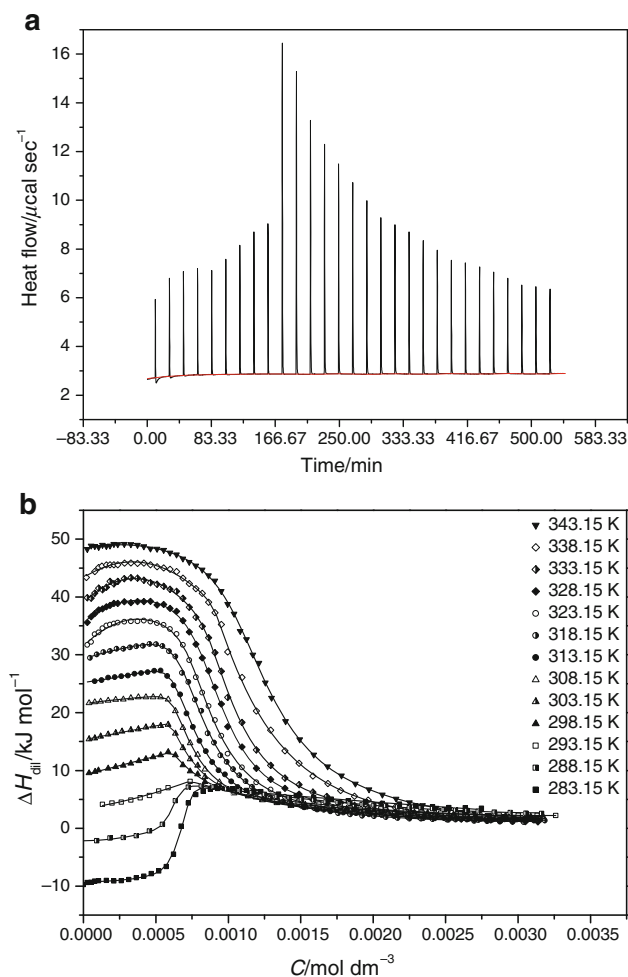 a
Heat flow/μcal sec⁻¹
16
14
12
10
8
6
4
2
−83.33 0.00 83.33 166.67 250.00 333.33 416.67 500.00 583.33
Time/min
b
ΔH_dil/kJ mol⁻¹
50
40
30
20
10
0
−10
343.15 K
338.15 K
333.15 K
328.15 K
323.15 K
318.15 K
313.15 K
308.15 K
303.15 K
298.15 K
293.15 K
288.15 K
283.15 K
0.0000 0.0005 0.0010 0.0015 0.0020 0.0025 0.0030 0.0035
C/mol dm⁻³